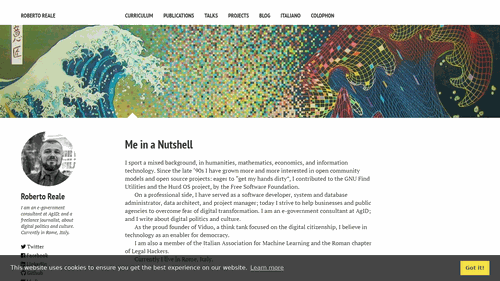 ROBERTO REALE
CURRICULUM PUBLICATIONS TALKS PROJECTS BLOG ITALIANO COLOPHON
Me in a Nutshell
I sport a mixed background, in humanities, mathematics, economics, and information
technology. Since the late '90s I have grown more and more interested in open community
models and open source projects: eager to "get my hands dirty", I contributed to the GNU Find
Utilities and the Hurd OS project, by the Free Software Foundation.
On a professional side, I have served as a software developer, system and database
administrator, data architect, and project manager; today I strive to help businesses and public
agencies to overcome fear of digital transformation. I am an e-government consultant at AgID;
and I write about digital politics and culture.
As the proud founder of Viduo, a think tank focused on the digital citizenship, I believe in
technology as an enabler for democracy.
I am also a member of the Italian Association for Machine Learning and the Roman chapter
of Legal Hackers.
Currently I live in Rome, Italy.
Roberto Reale
I am an e-government
consultant at AgID, and a
freelance journalist, about
digital politics and culture.
Currently in Rome, Italy.
Twitter
Facebook
LinkedIn
This website uses cookies to ensure you get the best experience on our website. Learn more
Got it!